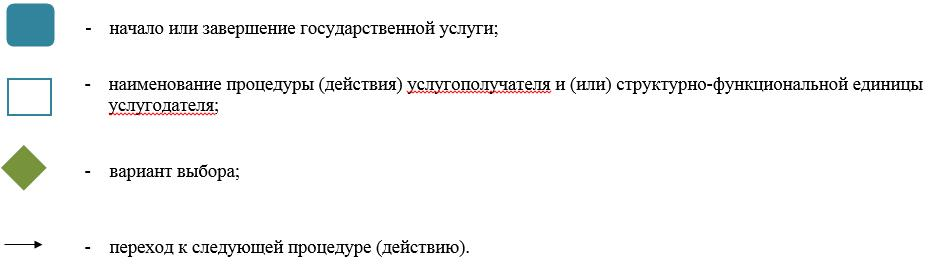 - начало или завершение государственной услуги;
- наименование процедуры (действия) услугополучателя и (или) структурно-функциональной единицы
услугодателя;
- вариант выбора;
- переход к следующей процедуре (действию).